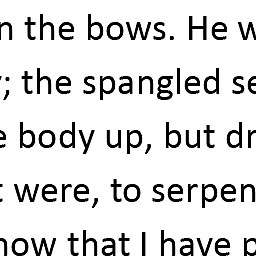 n the bows. He w
; the spangled se
e body up, but dr
t were, to serpen
now that I have p